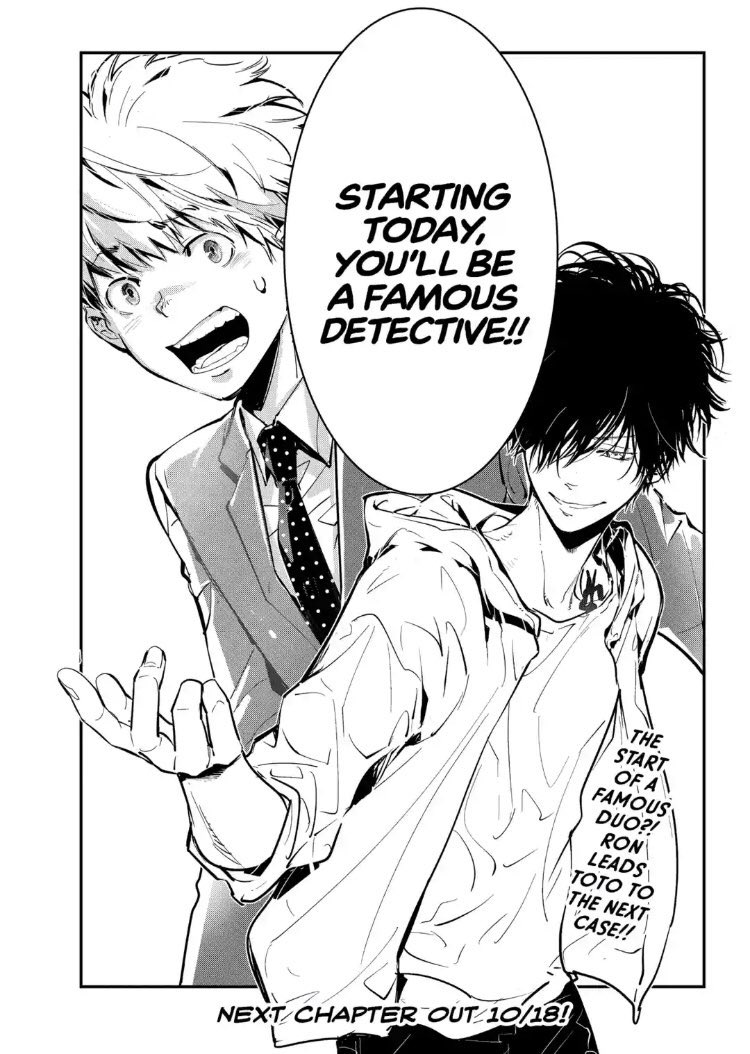 STARTING
TODAY,
YOU'LL BE
A FAMOUS
DETECTIVE!!
THE
START
OF A
FAMOUS
DUO?!
RON
LEADS
TOTO TO
THE NEXT
CASE!!
NEXT CHAPTER OUT 10/18!